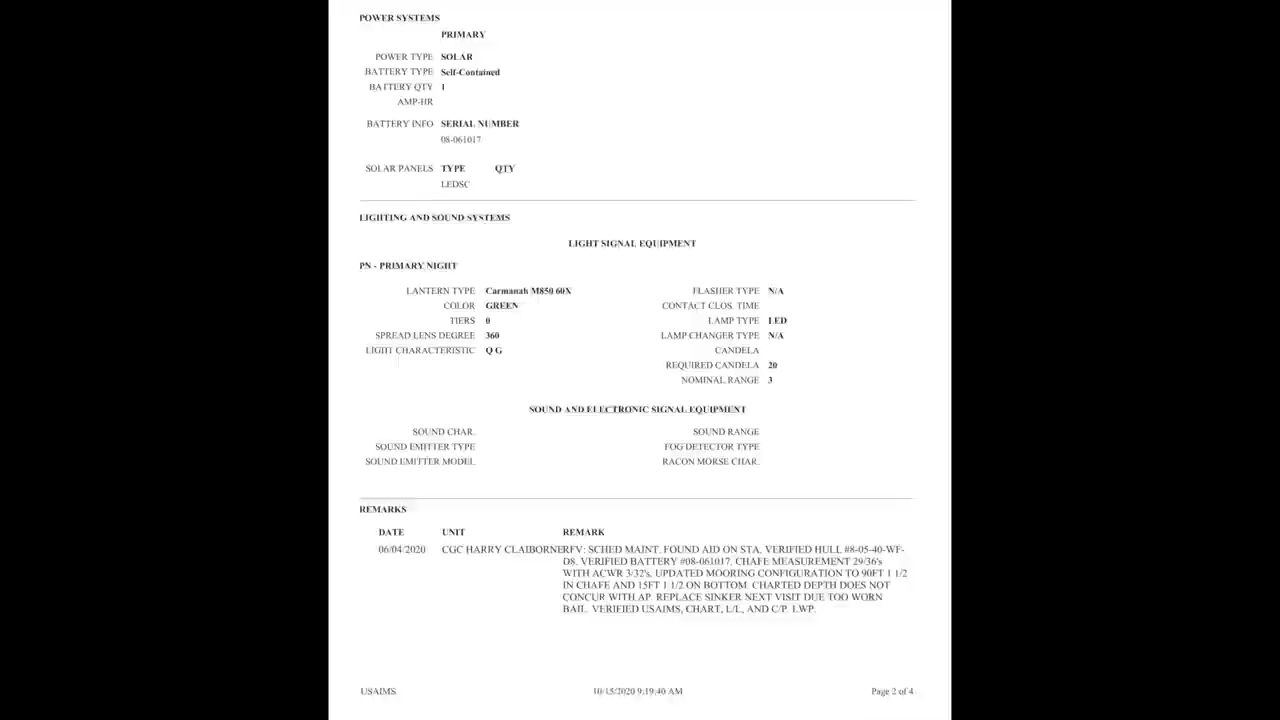 POWER SYSTEMS
PRIMARY
POWER TYPE SOLAR
BATTERY TYPE Self-Contained
BATTERY QTY 1
AMP-HR
BATTERY INFO SERIAL NUMBER
08-061017
SOLAR PANELS TYPE QTY
LEDSC
LIGHTING AND SOUND SYSTEMS
LIGHT SIGNAL EQUIPMENT
PN - PRIMARY NIGHT
LANTERN TYPE Carmanah M850 60X FLASHER TYPE N/A
COLOR GREEN CONTACT CLOS. TIME
TIERS 0 LAMP TYPE LED
SPREAD LENS DEGREE 360 LAMP CHANGER TYPE N/A
LIGHT CHARACTERISTIC Q G CANDELA
REQUIRED CANDELA 20
NOMINAL RANGE 3
SOUND AND ELECTRONIC SIGNAL EQUIPMENT
SOUND CHAR. SOUND RANGE
SOUND EMITTER TYPE FOG DETECTOR TYPE
SOUND EMITTER MODEL RACON MORSE CHAR.
REMARKS
DATE UNIT REMARK
06/04/2020 CGC HARRY CLAIBORNE RFV: SCHED MAINT. FOUND AID ON STA. VERIFIED HULL #8-05-40-WF-
D8. VERIFIED BATTERY #08-061017, CHAFE MEASUREMENT 29/36's
WITH ACWR 3/32's. UPDATED MOORING CONFIGURATION TO 90FT 1 1/2
IN CHAFE AND 15FT 1 1/2 ON BOTTOM. CHARTED DEPTH DOES NOT
CONCUR WITH AP. REPLACE SINKER NEXT VISIT DUE TOO WORN
BAIL. VERIFIED USAIMS, CHART, L/L, AND C/P. LWP.
USAIMS 10/15/2020 9:19:40 AM Page 2 of 4